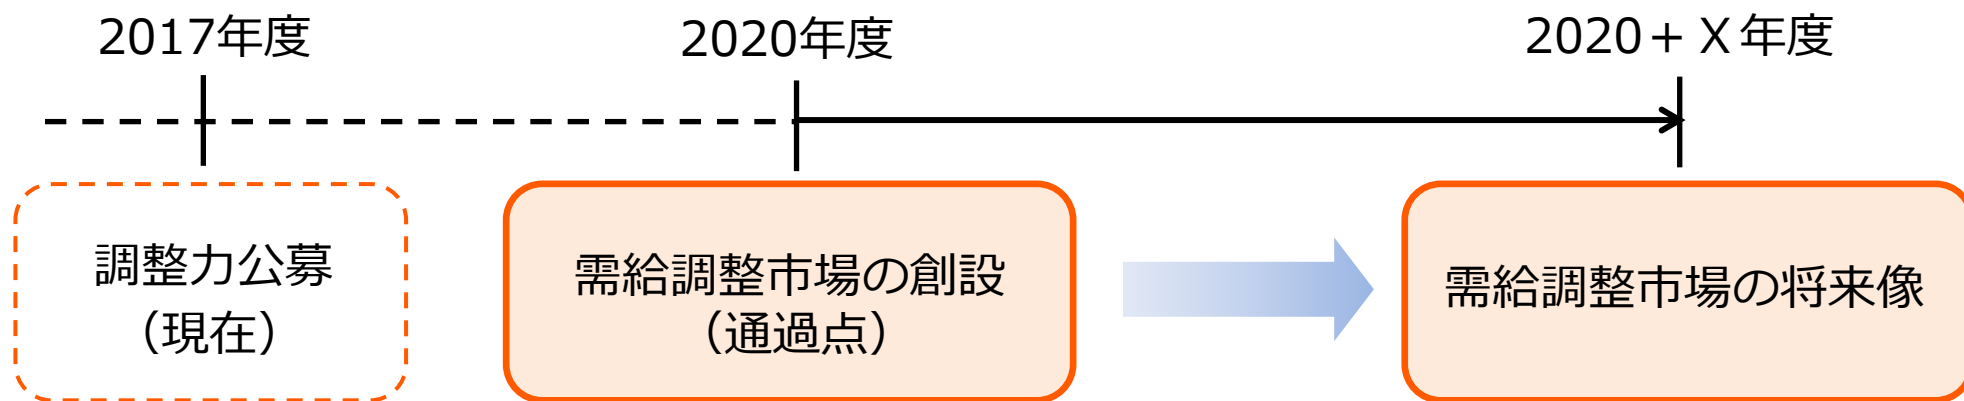 2017年度
2020年度
2020+X年度
調整力公募
(現在)
需給調整市場の創設
(通過点)
需給調整市場の将来像